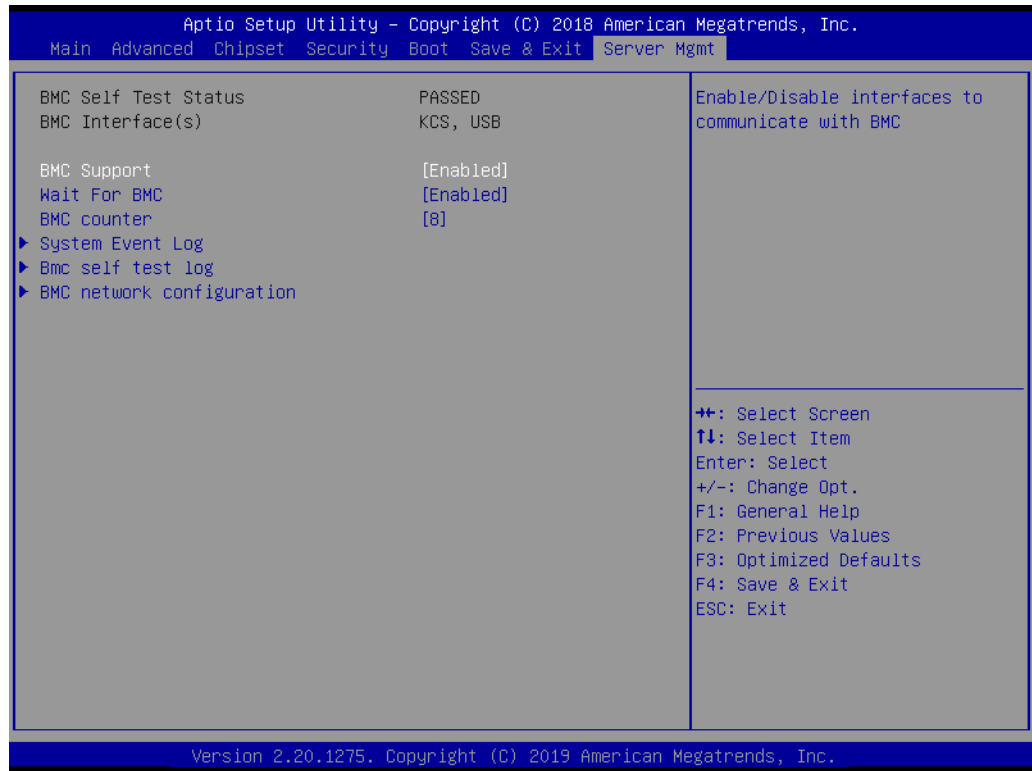 Aptio Setup Utility – Copyright (C) 2018 American Megatrends, Inc.
Main Advanced Chipset Security Boot Save & Exit Server Mgmt
BMC Self Test Status PASSED
BMC Interface(s) KCS, USB
BMC Support [Enabled]
Wait For BMC [Enabled]
BMC counter [8]
▶ System Event Log
▶ Bmc self test log
▶ BMC network configuration
Enable/Disable interfaces to
communicate with BMC
→←: Select Screen
↑↓: Select Item
Enter: Select
+/-: Change Opt.
F1: General Help
F2: Previous Values
F3: Optimized Defaults
F4: Save & Exit
ESC: Exit
Version 2.20.1275. Copyright (C) 2019 American Megatrends, Inc.